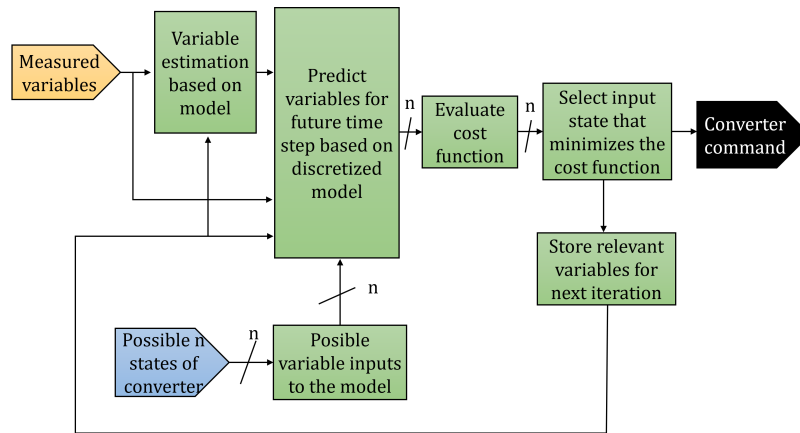 Measured
variables
Variable
estimation
based on
model
Predict
variables for
future time
step based on
discretized
model
n
Evaluate
cost
function
n
Select input
state that
minimizes the
cost function
Converter
command
Store relevant
variables for
next iteration
n
Possible n
states of
converter
n
Posible
variable inputs
to the model